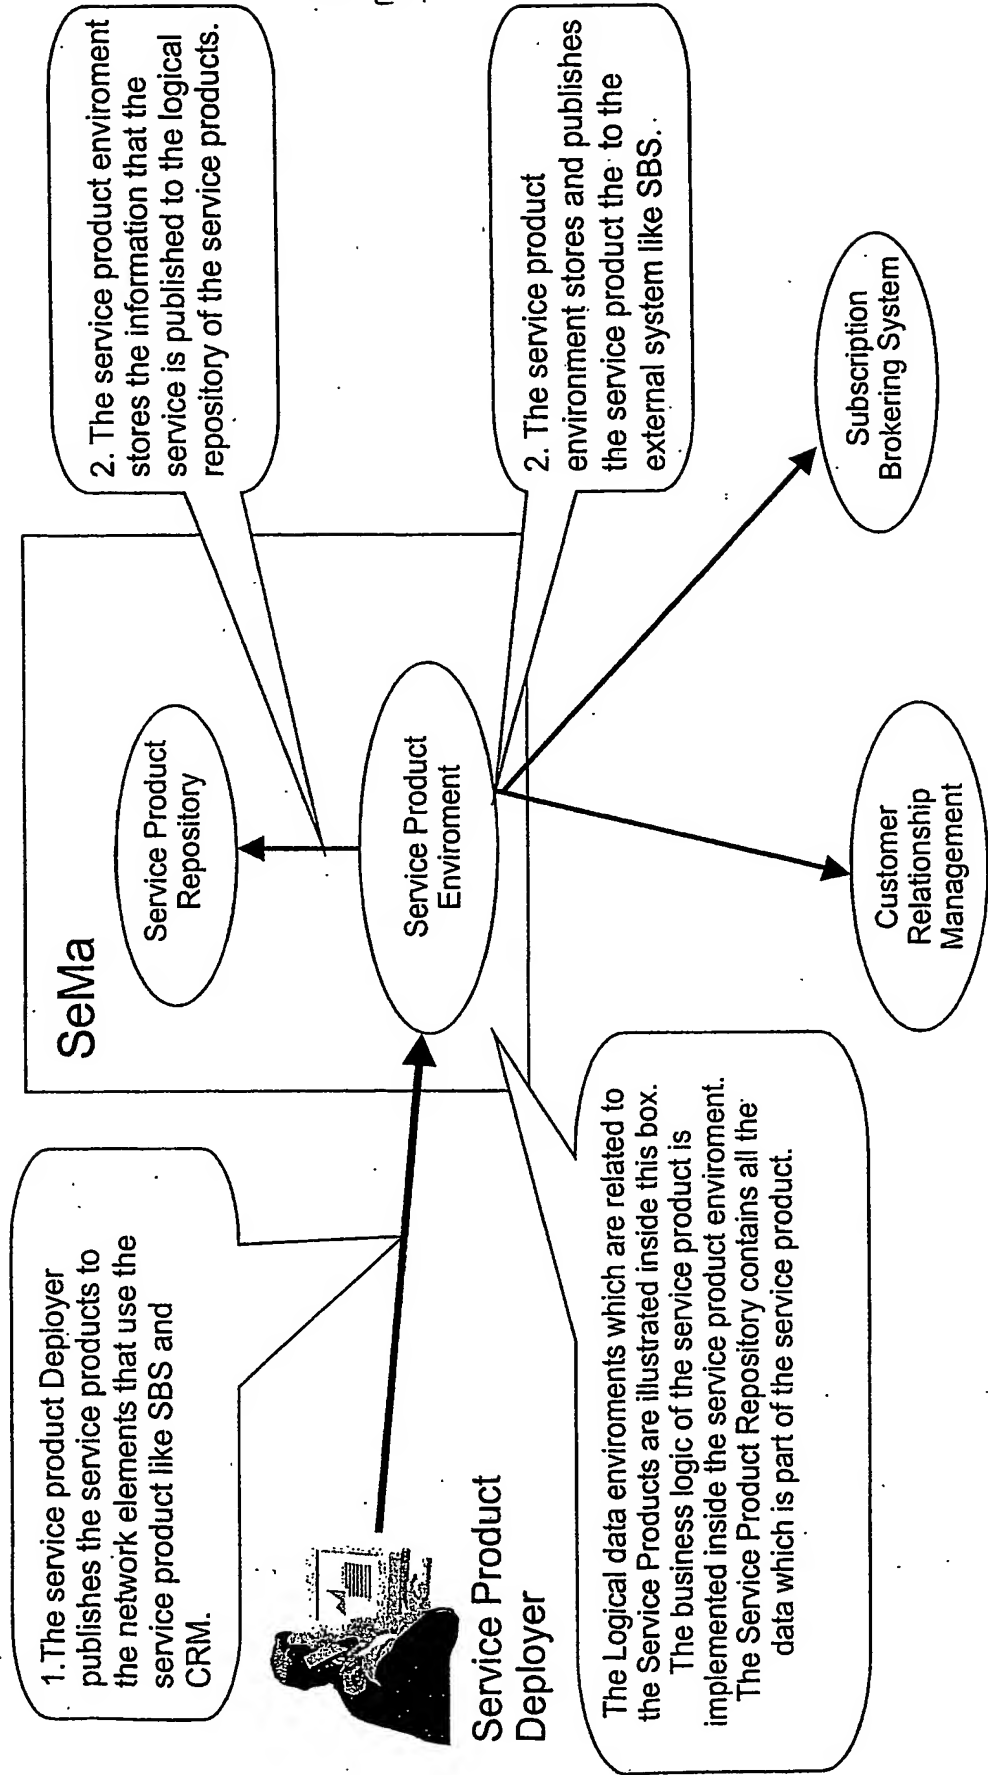 1.The service product Deployer
publishes the service products to
the network elements that use the
service product like SBS and
CRM.
SeMa
Service Product
Repository
Service Product
Enviroment
2. The service product enviroment
stores the information that the
service is published to the logical
repository of the service products.
2. The service product
environment stores and publishes
the service product the to the
external system like SBS.
Service Product
Deployer
The Logical data enviroments which are related to
the Service Products are illustrated inside this box.
The business logic of the service product is
implemented inside the service product enviroment.
The Service Product Repository contains all the
data which is part of the service product.
Customer
Relationship
Management
Subscription
Brokering System